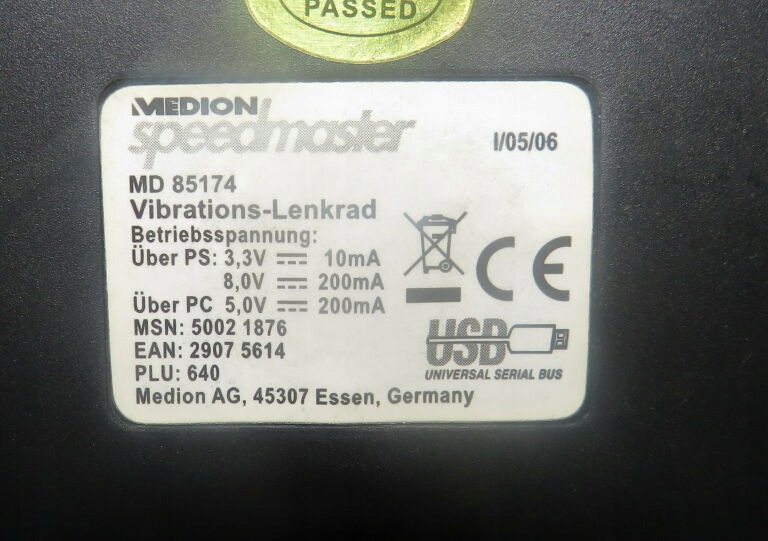 PASSED
MEDION
speedmaster
I/05/06
MD 85174
Vibrations-Lenkrad
Betriebsspannung:
Über PS: 3,3V 10mA
8,0V 200mA
Über PC 5,0V 200mA
MSN: 5002 1876
EAN: 2907 5614
PLU: 640
Medion AG, 45307 Essen, Germany
CE
USB
UNIVERSAL SERIAL BUS